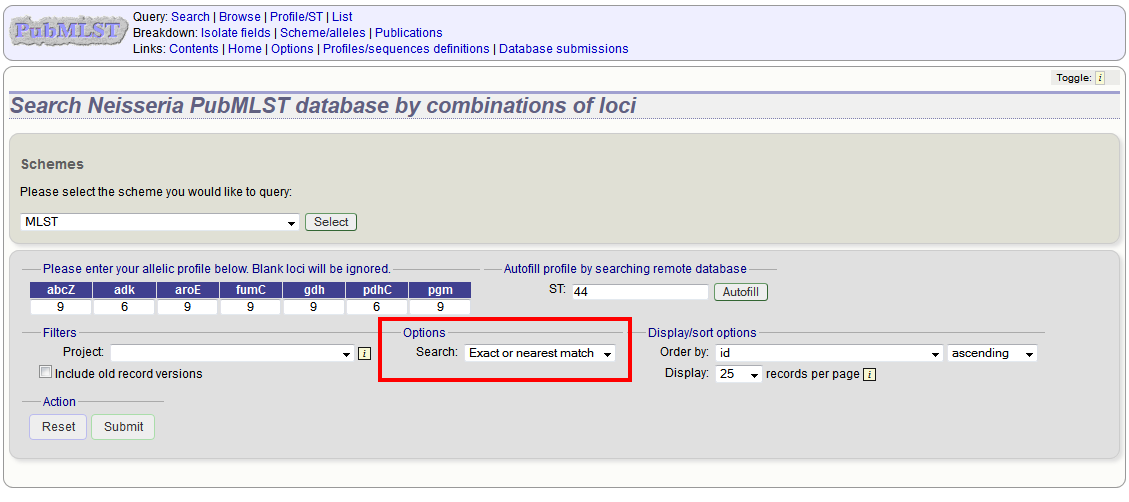 PubMLST
Query: Search | Browse | Profile/ST | List
Breakdown: Isolate fields | Scheme/alleles | Publications
Links: Contents | Home | Options | Profiles/sequences definitions | Database submissions
Toggle: i
Search Neisseria PubMLST database by combinations of loci
Schemes
Please select the scheme you would like to query:
MLST Select
Please enter your allelic profile below. Blank loci will be ignored. Autofill profile by searching remote database
abcZ adk aroE fumC gdh pdhC pgm
9 6 9 9 9 6 9
ST: 44 Autofill
Filters Options Display/sort options
Project: i Search: Exact or nearest match Order by: id ascending
Include old record versions Display: 25 records per page i
Action
Reset Submit